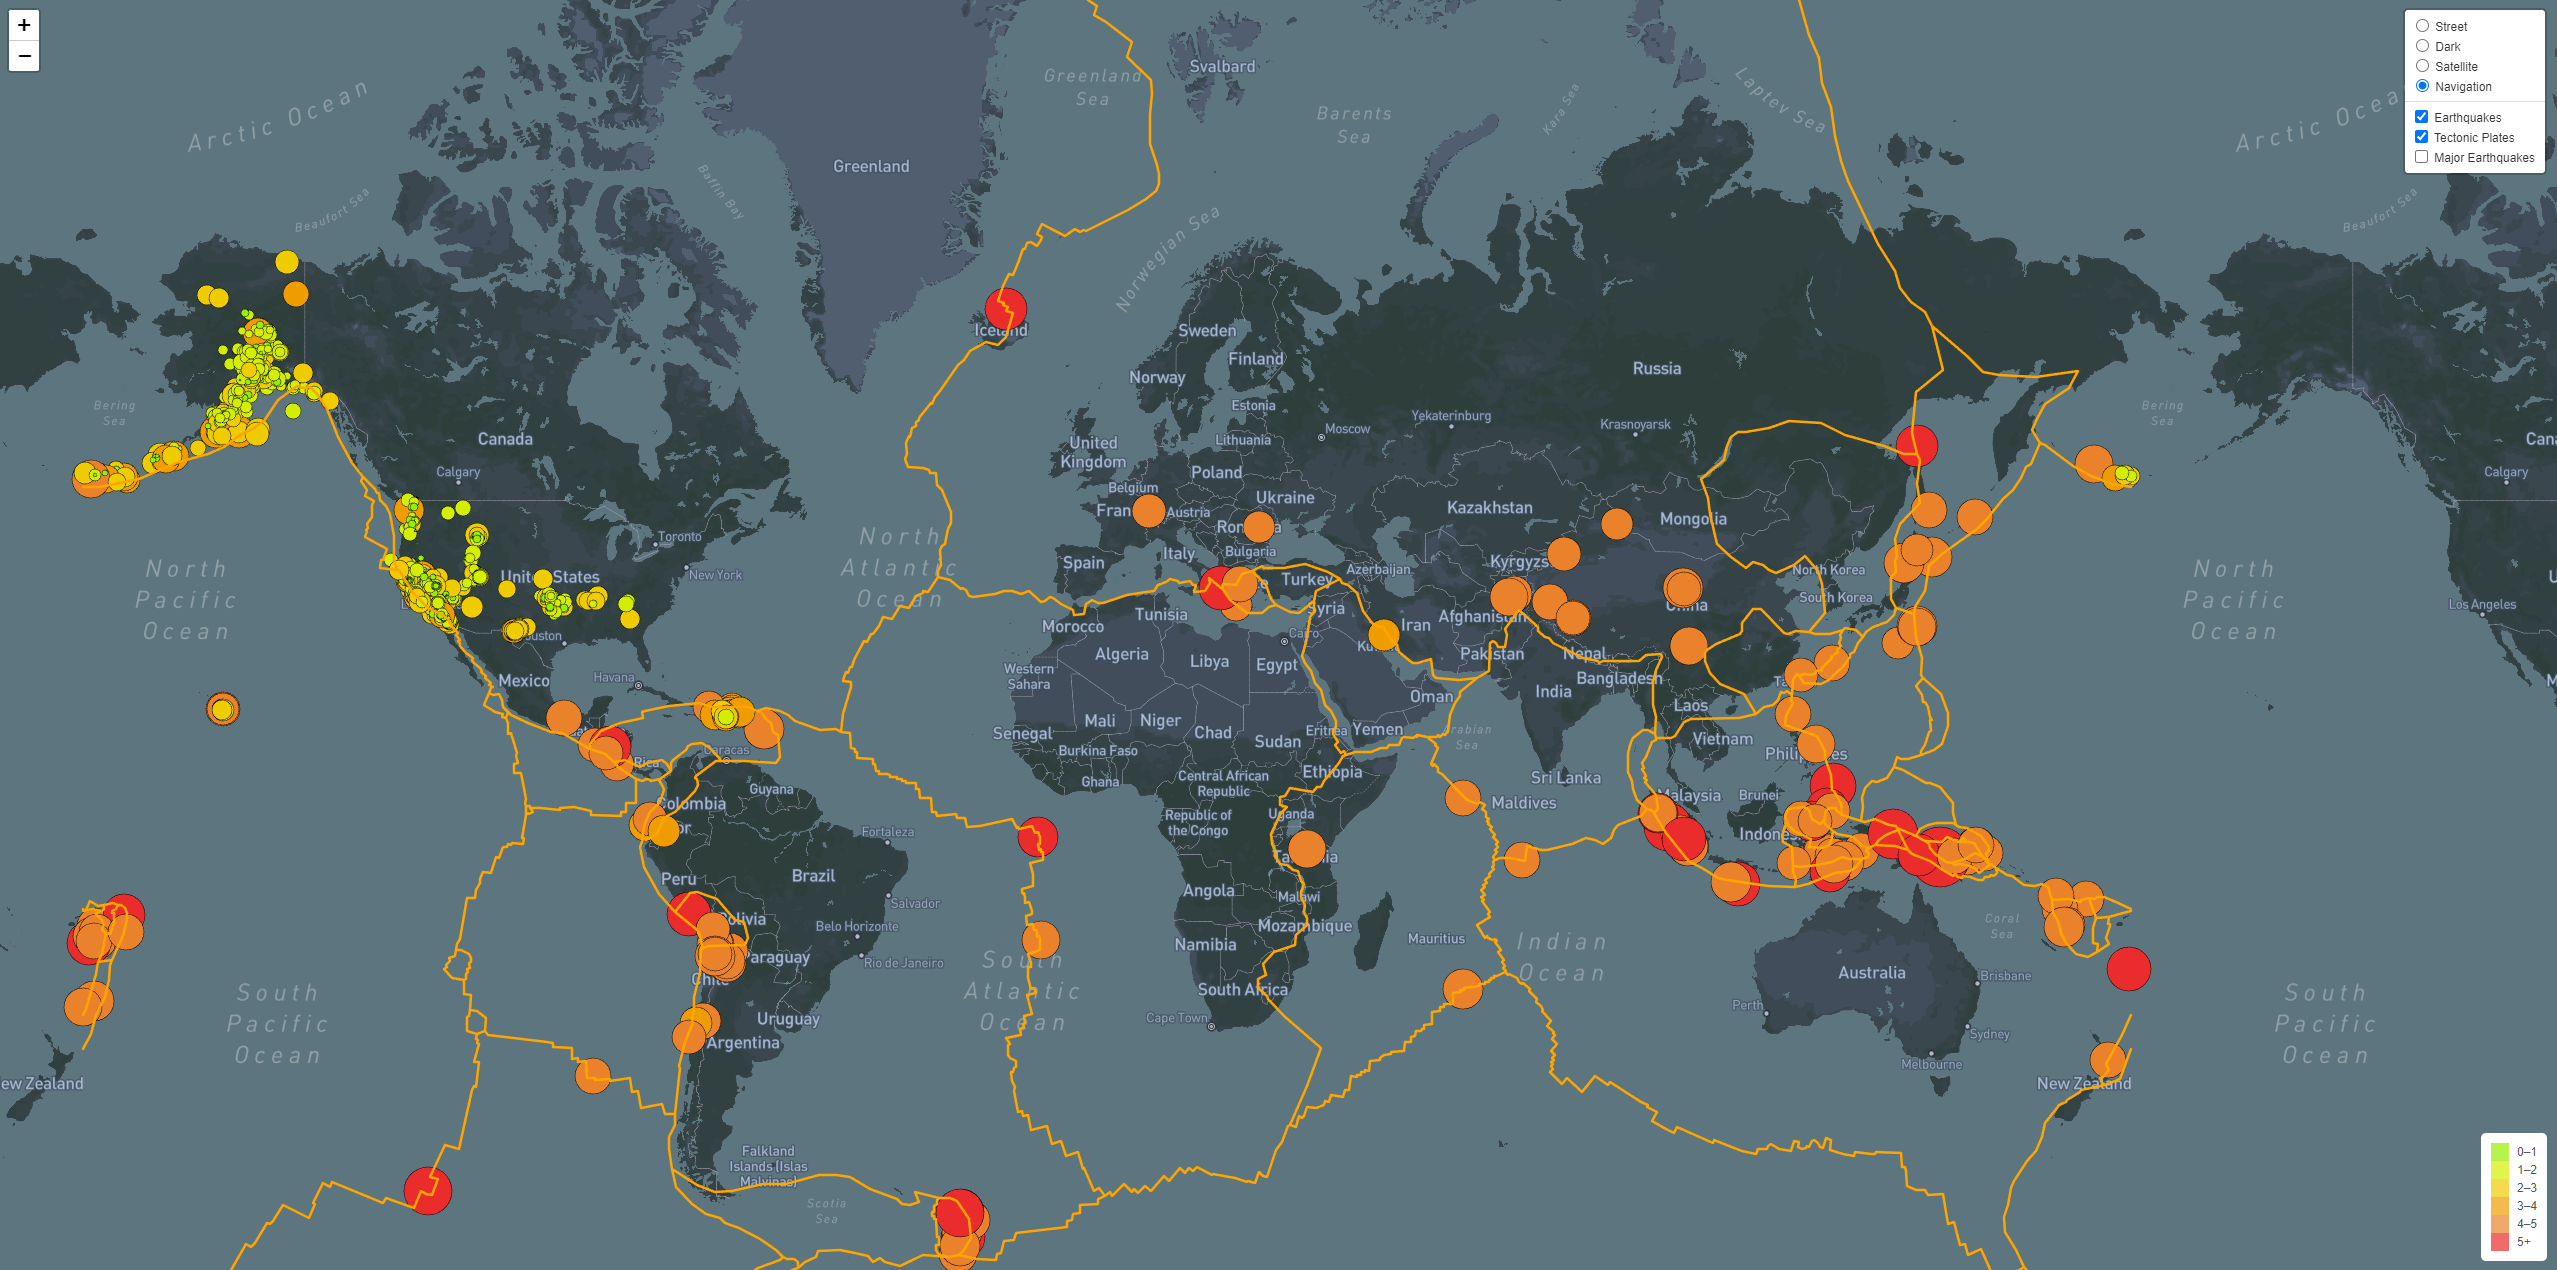 +
−
Street
Dark
Satellite
Navigation
Earthquakes
Tectonic Plates
Major Earthquakes
Svalbard
Greenland
Sea
Laptev Sea
Kara Sea
Barents
Sea
Arctic Ocean
Arctic Ocea
Greenland
Baffin Bay
Beaufort Sea
Beaufort Sea
Norwegian Sea
Iceland
Sweden
Finland
Norway
Russia
Estonia
Bering
Sea
Bering
Sea
Yekaterinburg
Krasnoyarsk
Moscow
Lithuania
Canada
Cana
United
Kingdom
Calgary
Calgary
Poland
Belgium
Ukraine
Kazakhstan
Fran
Austria
Mongolia
Rom
a
Toronto
North
Atlantic
Ocean
Italy
Bulgaria
Spain
Kyrgyzs
North
Pacific
Ocean
North
Pacific
Ocean
United States
New York
Turkey
Azerbaijan
North Korea
South Korea
Los Angeles
China
Syria
Tunisia
Afghanistan
Iran
Morocco
Cairo
uston
Algeria
Libya
Egypt
Pakistan
Nepal
Western
Sahara
Havana
Mexico
Bangladesh
India
Oman
Ta
Laos
Mali
Niger
Chad
Sudan
Eritrea
Yemen
Senegal
rabian
Sea
Burkina Faso
Vietnam
Caracas
Philippines
Rica
Ghana
Central African
Republic
Ethiopia
Sri Lanka
Guyana
Colombia
Maldives
Malaysia
Brunei
Republic of
the Congo
Uganda
or
Fortaleza
Indones
Ta
ia
Peru
Brazil
Angola
Malawi
Salvador
Bolivia
Belo Horizonte
Mozambique
Coral
Sea
Namibia
Mauritius
Indian
Ocean
Paraguay
Rio de Janeiro
South
Atlantic
Ocean
Australia
Brisbane
Chile
South Africa
South
Pacific
Ocean
South
Pacific
Ocean
Perth
Uruguay
Cape Town
Argentina
Sydney
Melbourne
ew Zealand
New Zealand
Falkland
Islands (Islas
Malvinas)
Scotia
Sea
0–1
1–2
2–3
3–4
4–5
5+